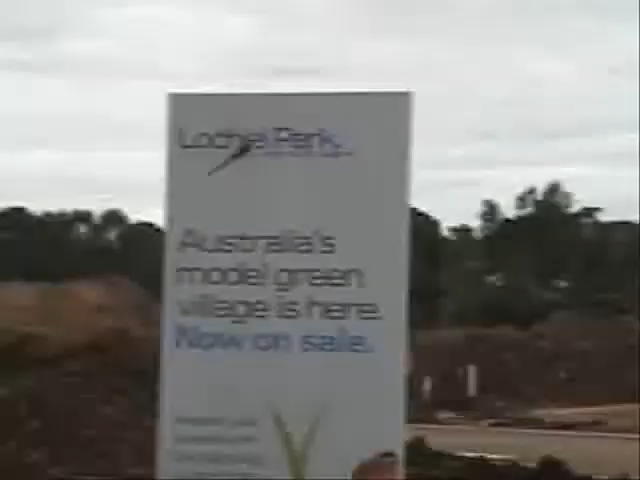 Lochiel Park
Australia's
model green
village is here.
Now on sale.